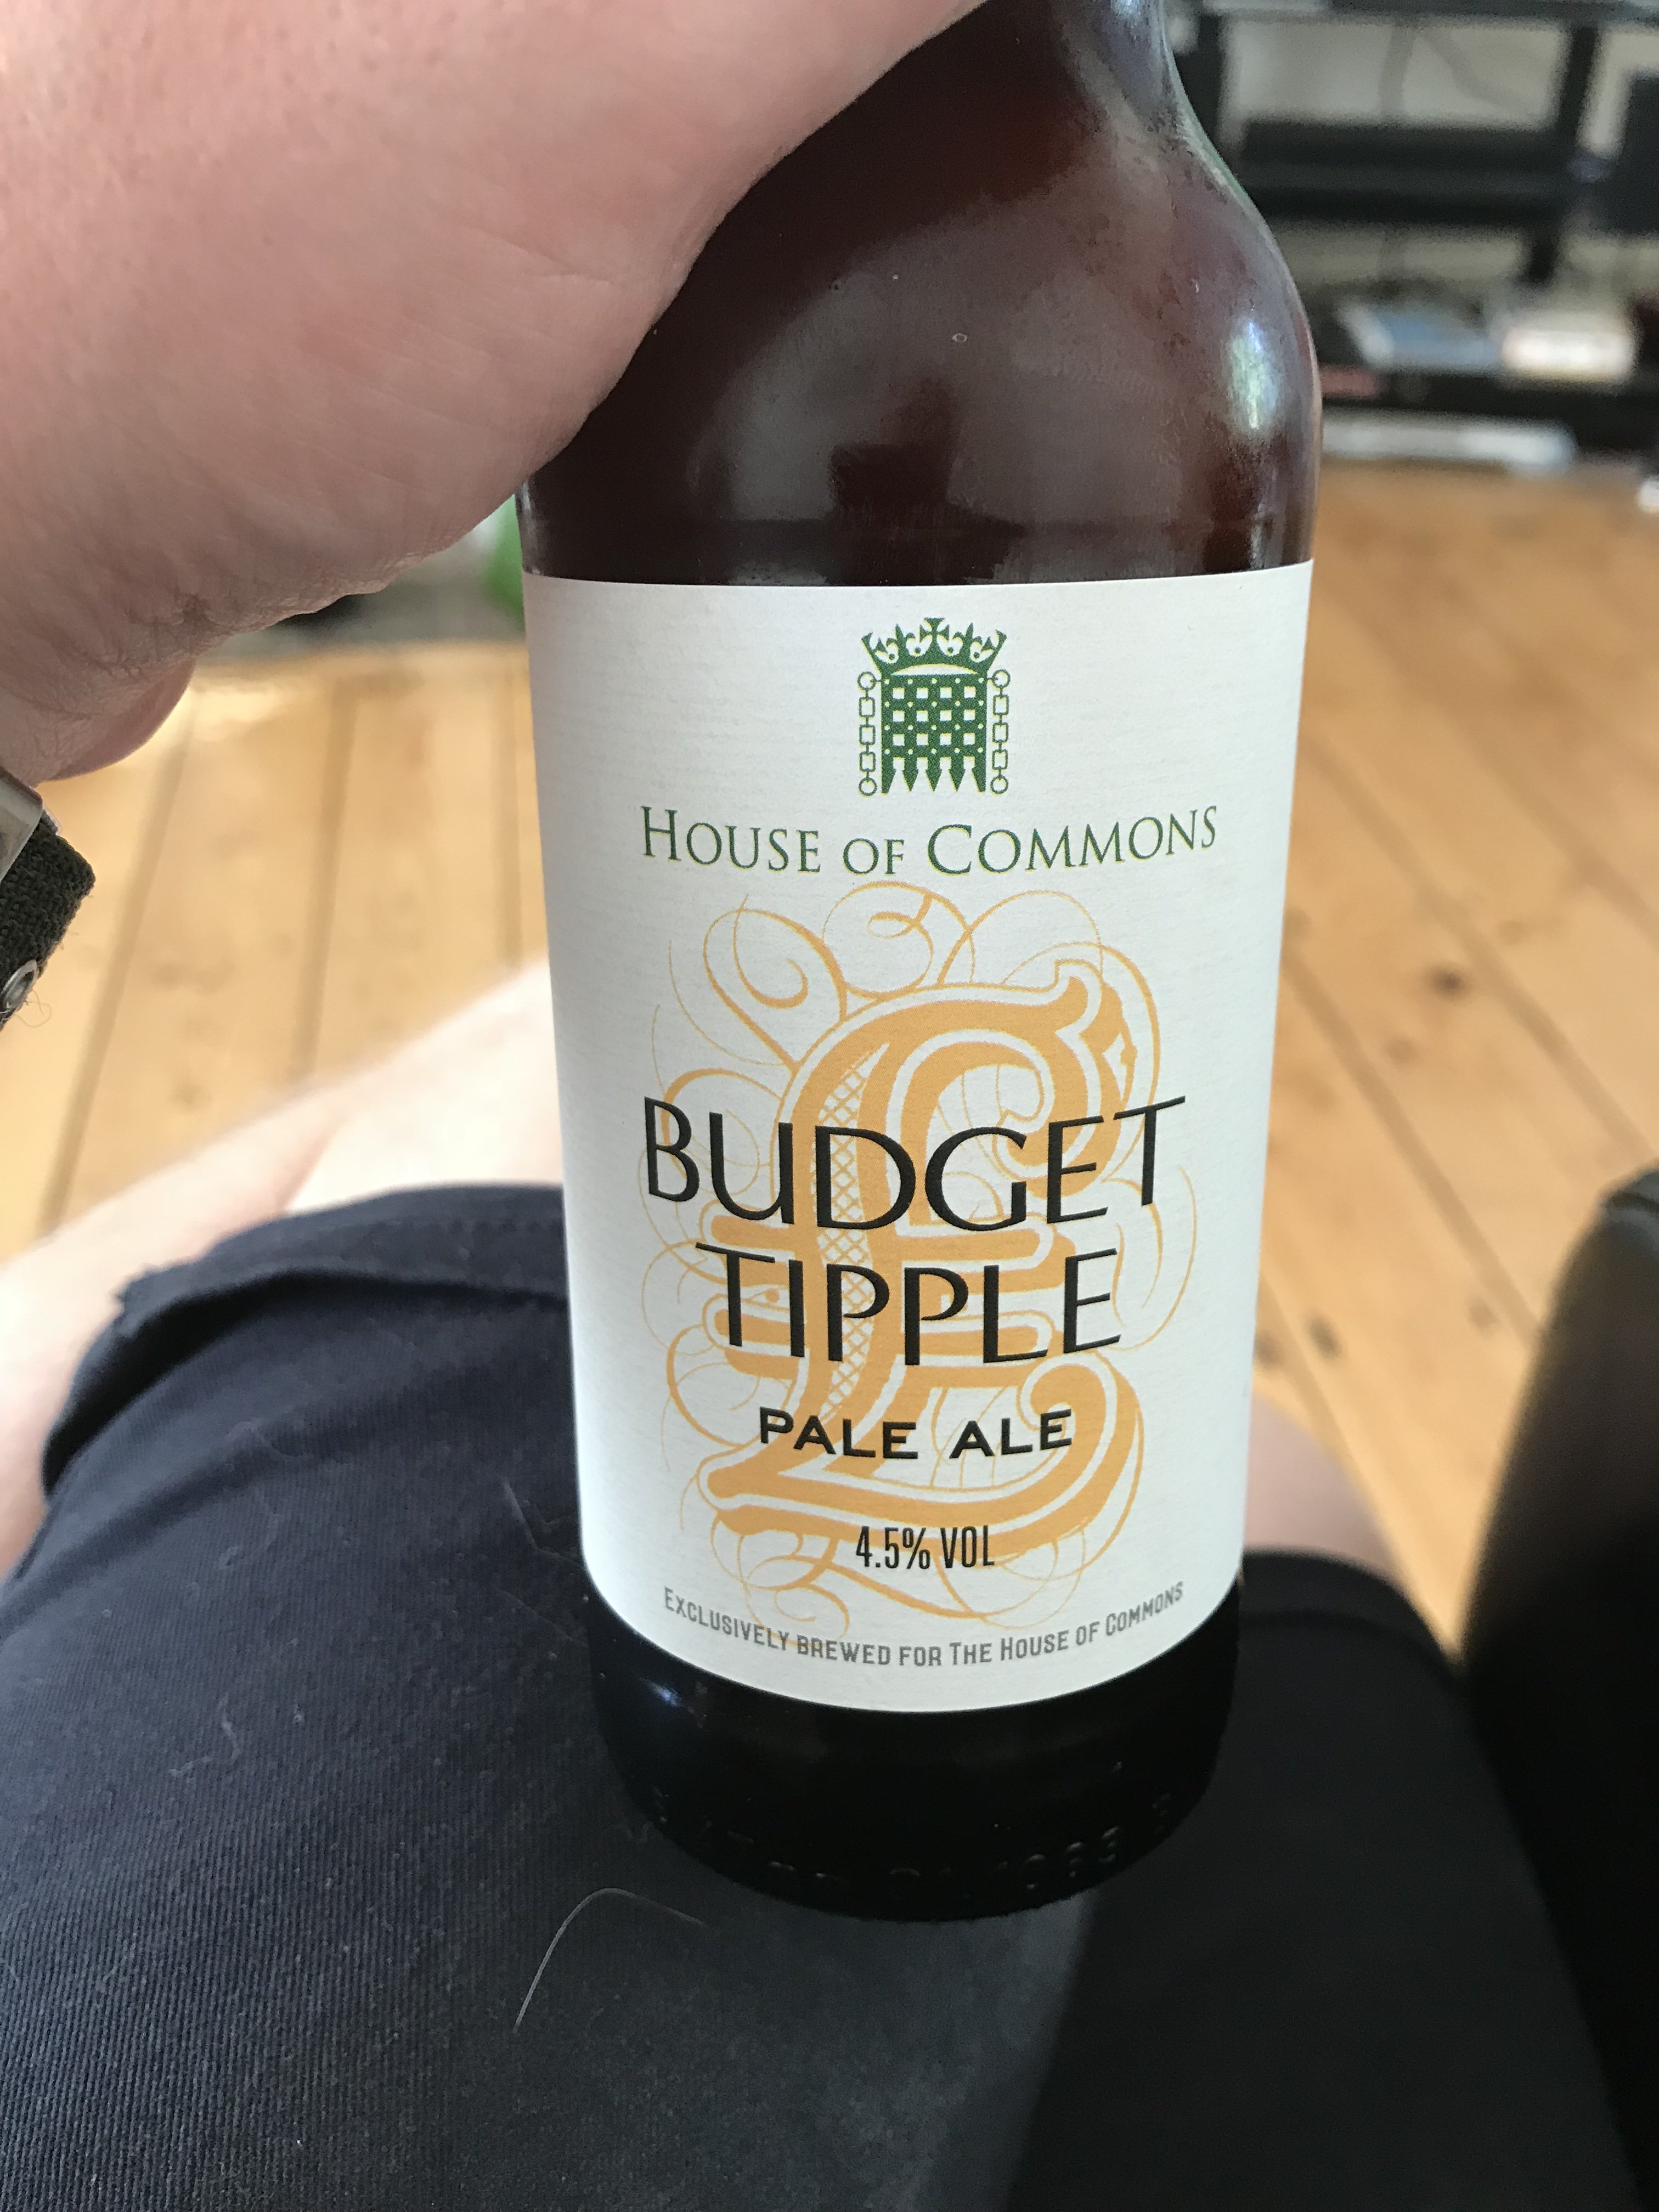 House of Commons
£
BUDGET
TIPPLE
PALE ALE
4.5% VOL
Exclusively brewed for The House of Commons